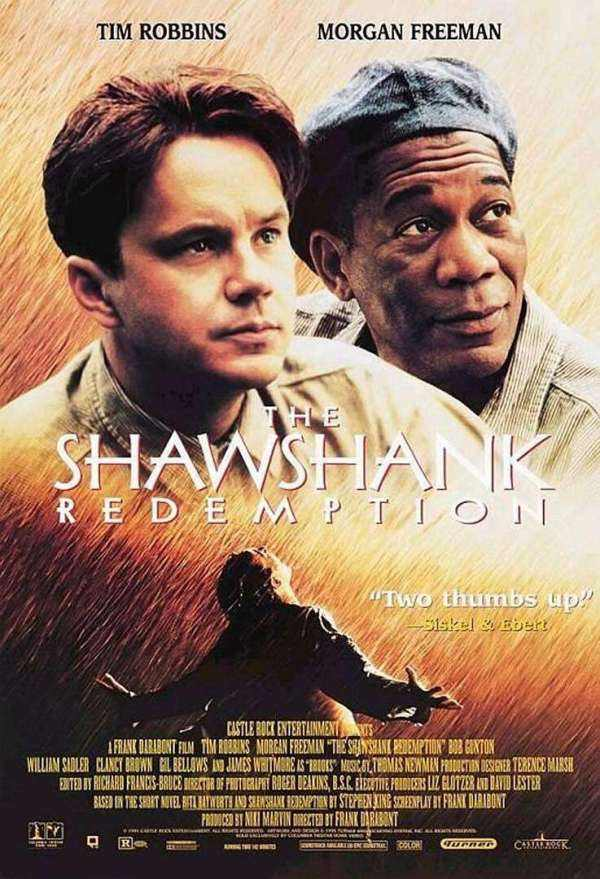 TIM ROBBINS MORGAN FREEMAN
THE
SHAWSHANK
REDEMPTION
"Two thumbs up."
—Siskel & Ebert
CASTLE ROCK ENTERTAINMENT
A FRANK DARABONT FILM TIM ROBBINS MORGAN FREEMAN "THE SHAWSHANK REDEMPTION" BOB GUNTON
WILLIAM SADLER CLANCY BROWN GIL BELLOWS AND JAMES WHITMORE AS "BROOKS" MUSIC BY THOMAS NEWMAN PRODUCTION DESIGNER TERENCE MARSH
EDITED BY RICHARD FRANCIS-BRUCE DIRECTOR OF PHOTOGRAPHY ROGER DEAKINS, B.S.C. EXECUTIVE PRODUCERS LIZ GLOTZER AND DAVID LESTER
BASED ON THE SHORT NOVEL RITA HAYWORTH AND SHAWSHANK REDEMPTION BY STEPHEN KING SCREENPLAY BY FRANK DARABONT
PRODUCED BY NIKI MARVIN DIRECTED BY FRANK DARABONT
R COLOR Turner CASTLE ROCK